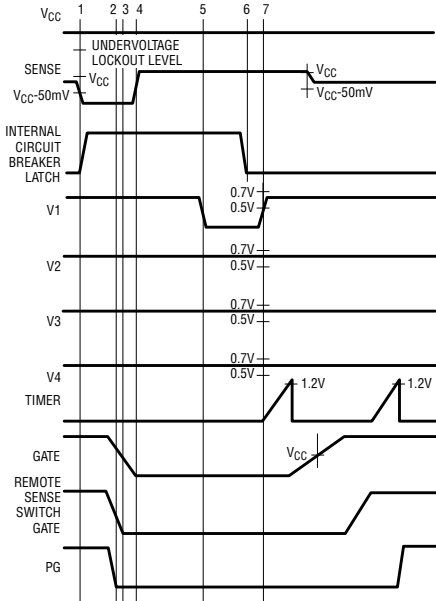 VCC 1 2 3 4 5 6 7
UNDERVOLTAGE
LOCKOUT LEVEL
SENSE
VCC
VCC
VCC-50mV
VCC-50mV
INTERNAL
CIRCUIT
BREAKER
LATCH
0.7V
V1
0.5V
0.7V
V2
0.5V
0.7V
V3
0.5V
0.7V
V4
0.5V
TIMER
1.2V
1.2V
GATE
VCC
REMOTE
SENSE
SWITCH
GATE
PG